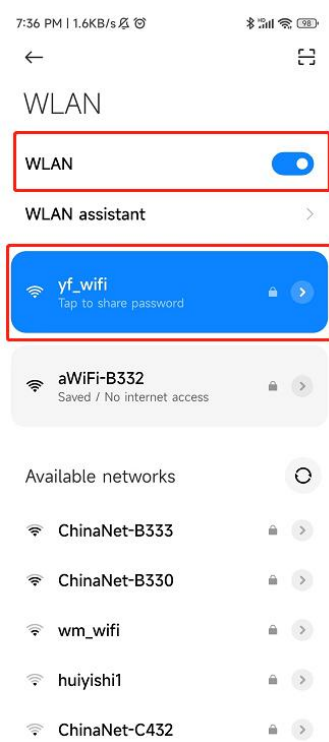 7:36 PM | 1.6KB/s
98
WLAN
WLAN
WLAN assistant
yf_wifi
Tap to share password
aWiFi-B332
Saved / No internet access
Available networks
ChinaNet-B333
ChinaNet-B330
wm_wifi
huiyishi1
ChinaNet-C432